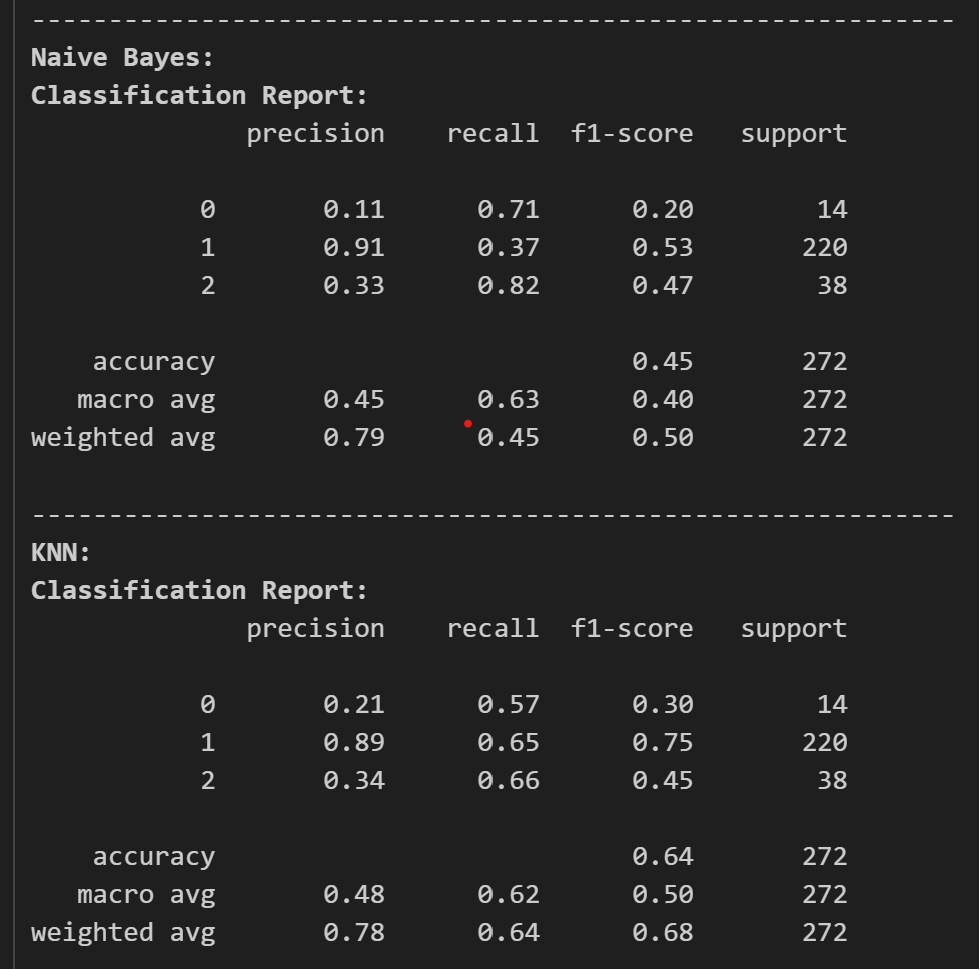 ------------------------------------------------------------
Naive Bayes:
Classification Report:
              precision    recall  f1-score   support

           0       0.11      0.71      0.20        14
           1       0.91      0.37      0.53       220
           2       0.33      0.82      0.47        38

    accuracy                           0.45       272
   macro avg       0.45      0.63      0.40       272
weighted avg       0.79      0.45      0.50       272

------------------------------------------------------------
KNN:
Classification Report:
              precision    recall  f1-score   support

           0       0.21      0.57      0.30        14
           1       0.89      0.65      0.75       220
           2       0.34      0.66      0.45        38

    accuracy                           0.64       272
   macro avg       0.48      0.62      0.50       272
weighted avg       0.78      0.64      0.68       272